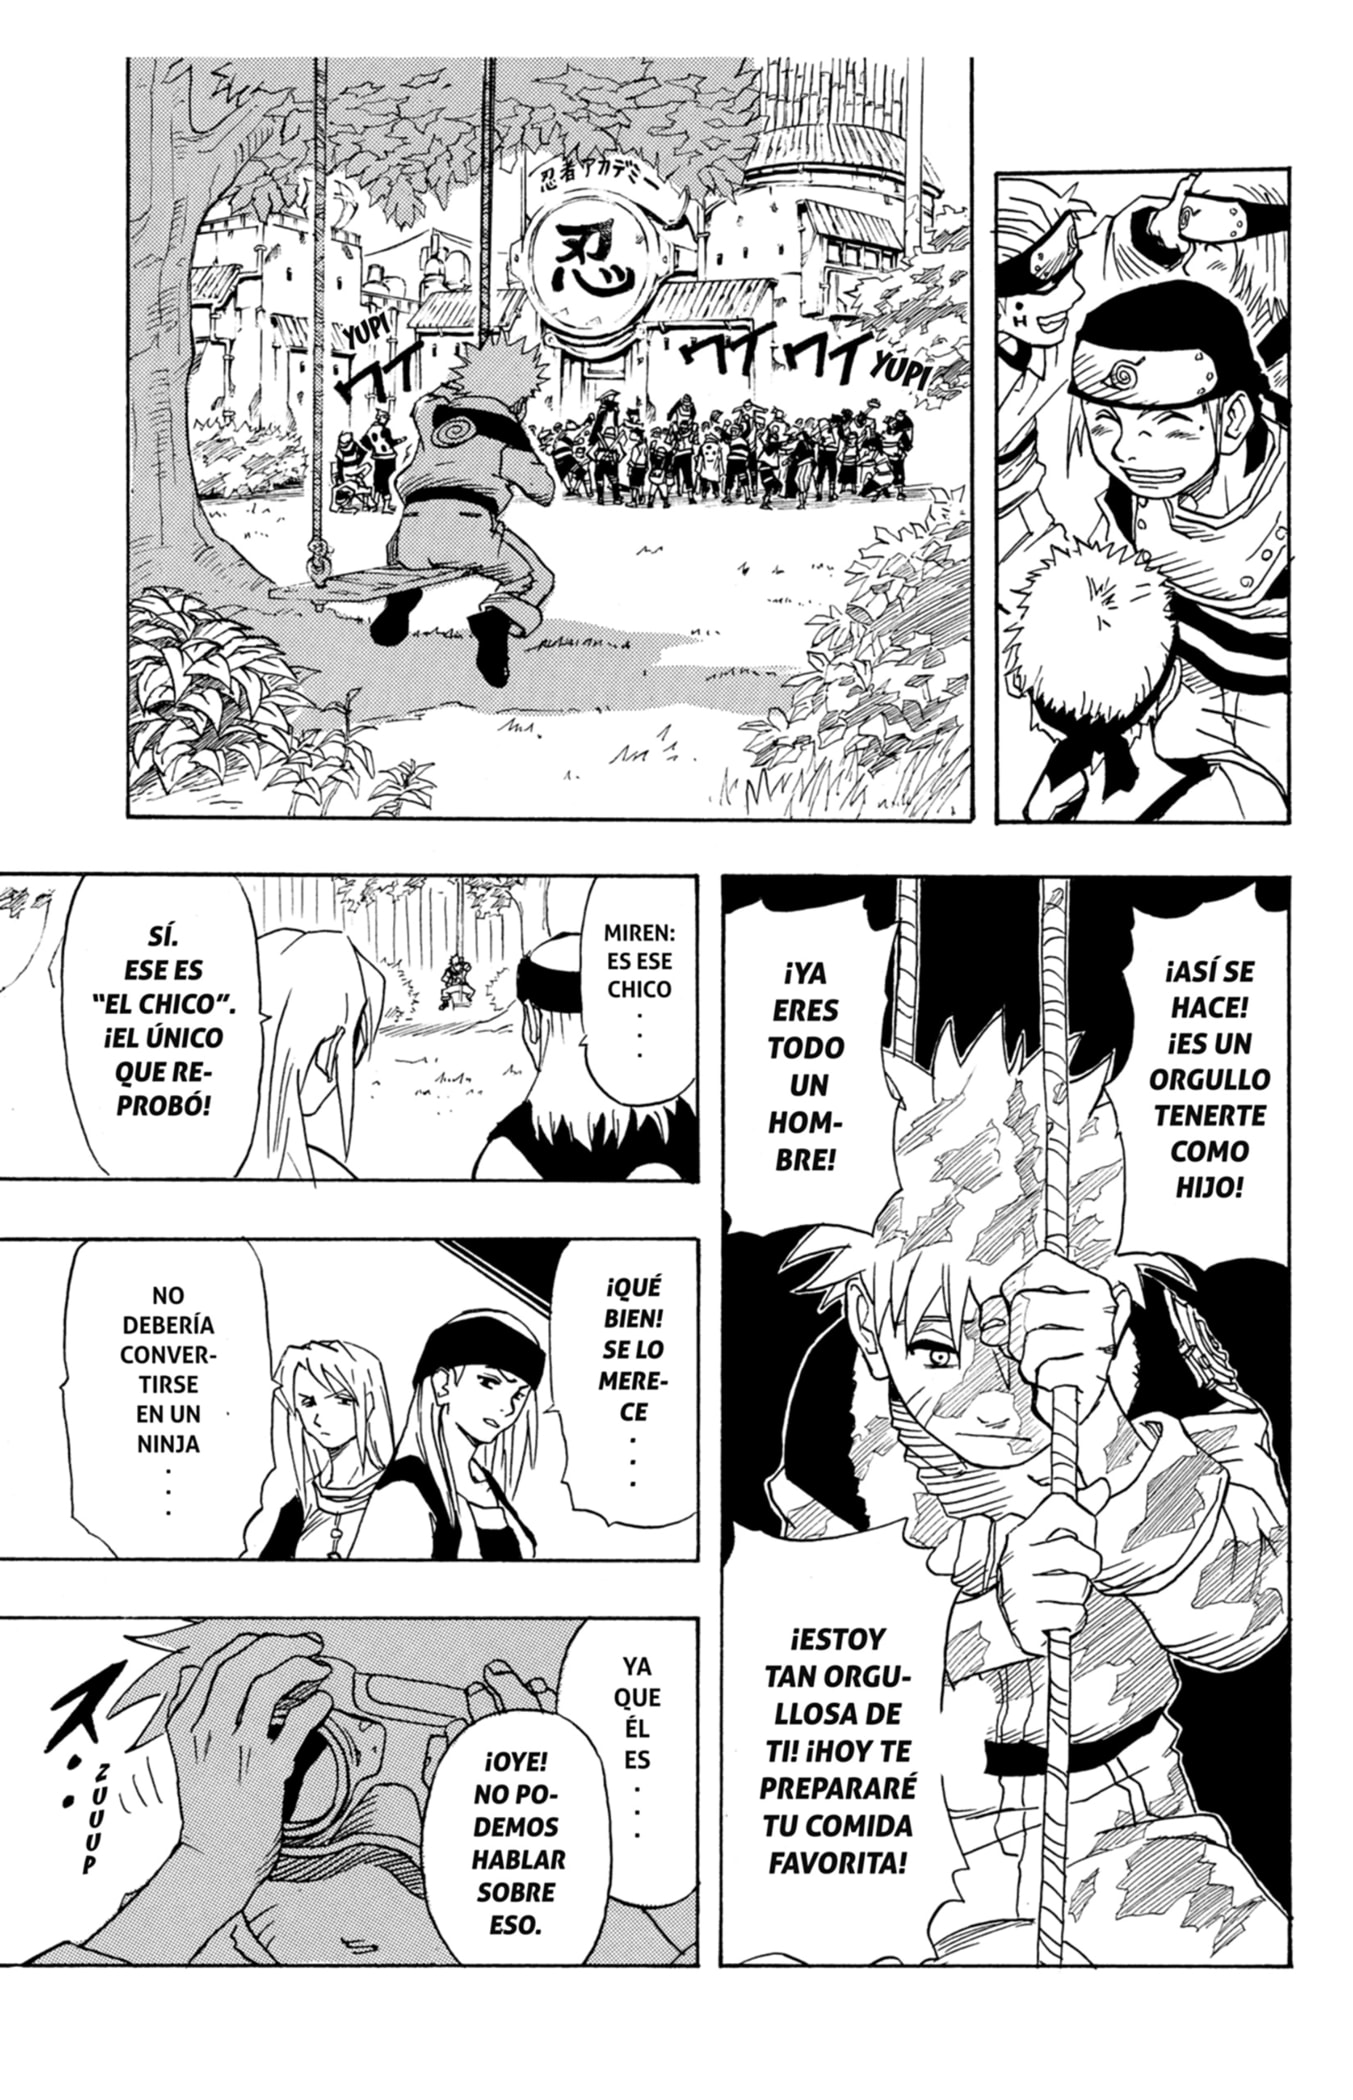 忍者アカデミー
忍
YUPI
ワイ
ワイワイ
YUPI
¡ASÍ SE
HACE!
¡ES UN
ORGULLO
TENERTE
COMO
HIJO!
¡YA
ERES
TODO
UN
HOM-
BRE!
¡ESTOY
TAN ORGU-
LLOSA DE
TI! ¡HOY TE
PREPARARÉ
TU COMIDA
FAVORITA!
MIREN:
ES ESE
CHICO
...
SÍ.
ESE ES
“EL CHICO”.
¡EL ÚNICO
QUE RE-
PROBÓ!
¡QUÉ
BIEN!
SE LO
MERE-
CE
...
NO
DEBERÍA
CONVER-
TIRSE
EN UN
NINJA
...
YA
QUE
ÉL
ES
...
¡OYE!
NO PO-
DEMOS
HABLAR
SOBRE
ESO.
ス..
ZUUUP